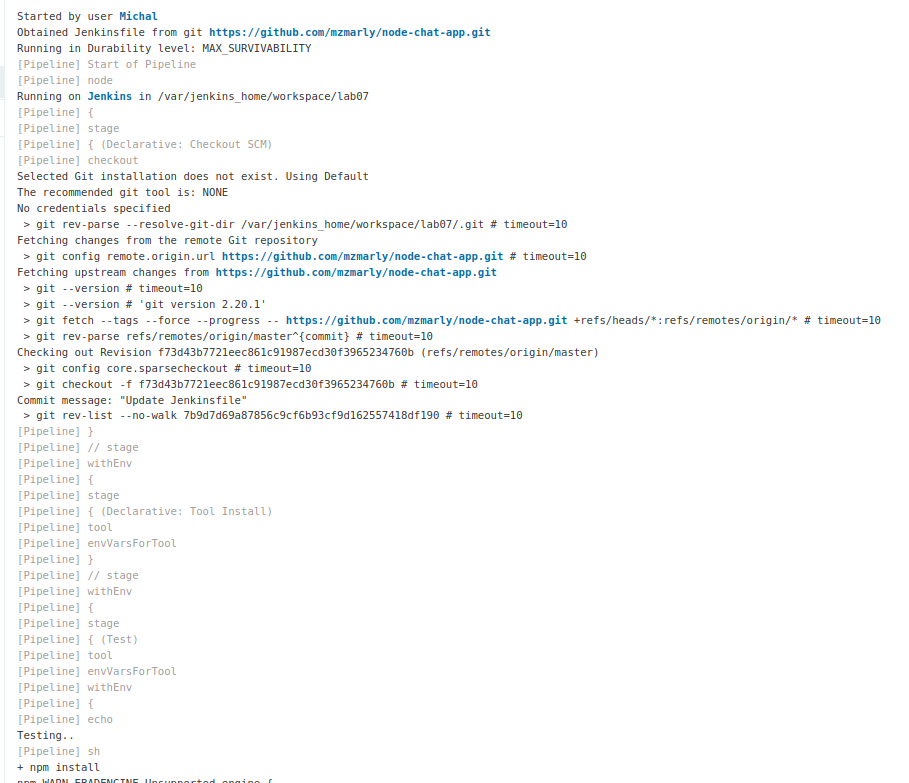 Started by user Michal
Obtained Jenkinsfile from git https://github.com/mzmarly/node-chat-app.git
Running in Durability level: MAX_SURVIVABILITY
[Pipeline] Start of Pipeline
[Pipeline] node
Running on Jenkins in /var/jenkins_home/workspace/lab07
[Pipeline] {
[Pipeline] stage
[Pipeline] { (Declarative: Checkout SCM)
[Pipeline] checkout
Selected Git installation does not exist. Using Default
The recommended git tool is: NONE
No credentials specified
 > git rev-parse --resolve-git-dir /var/jenkins_home/workspace/lab07/.git # timeout=10
Fetching changes from the remote Git repository
 > git config remote.origin.url https://github.com/mzmarly/node-chat-app.git # timeout=10
Fetching upstream changes from https://github.com/mzmarly/node-chat-app.git
 > git --version # timeout=10
 > git --version # 'git version 2.20.1'
 > git fetch --tags --force --progress -- https://github.com/mzmarly/node-chat-app.git +refs/heads/*:refs/remotes/origin/* # timeout=10
 > git rev-parse refs/remotes/origin/master^{commit} # timeout=10
Checking out Revision f73d43b7721eec861c91987ecd30f3965234760b (refs/remotes/origin/master)
 > git config core.sparsecheckout # timeout=10
 > git checkout -f f73d43b7721eec861c91987ecd30f3965234760b # timeout=10
Commit message: "Update Jenkinsfile"
 > git rev-list --no-walk 7b9d7d69a87856c9cf6b93cf9d162557418df190 # timeout=10
[Pipeline] }
[Pipeline] // stage
[Pipeline] withEnv
[Pipeline] {
[Pipeline] stage
[Pipeline] { (Declarative: Tool Install)
[Pipeline] tool
[Pipeline] envVarsForTool
[Pipeline] }
[Pipeline] // stage
[Pipeline] withEnv
[Pipeline] {
[Pipeline] stage
[Pipeline] { (Test)
[Pipeline] tool
[Pipeline] envVarsForTool
[Pipeline] withEnv
[Pipeline] {
[Pipeline] echo
Testing..
[Pipeline] sh
+ npm install
npm WARN EBADENGINE Unsupported engine {